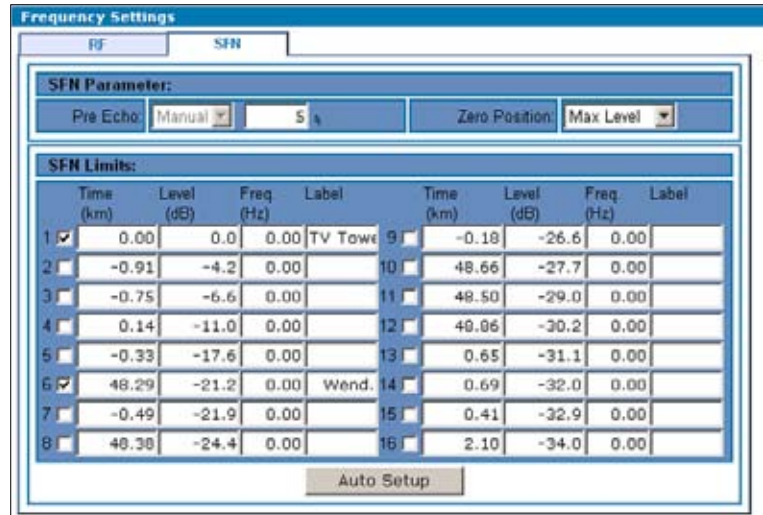 Frequency Settings
RF SFN
SFN Parameter:
Pre Echo: Manual 5 % Zero Position: Max Level
SFN Limits:
Time (km) Level (dB) Freq (Hz) Label Time (km) Level (dB) Freq (Hz) Label
1 0.00 0.0 0.00 TV Towe 9 -0.18 -26.6 0.00
2 -0.91 -4.2 0.00 10 48.66 -27.7 0.00
3 -0.75 -6.6 0.00 11 48.50 -29.0 0.00
4 0.14 -11.0 0.00 12 48.86 -30.2 0.00
5 -0.33 -17.6 0.00 13 0.65 -31.1 0.00
6 48.29 -21.2 0.00 Wend. 14 0.69 -32.0 0.00
7 -0.49 -21.9 0.00 15 0.41 -32.9 0.00
8 48.38 -24.4 0.00 16 2.10 -34.0 0.00
Auto Setup